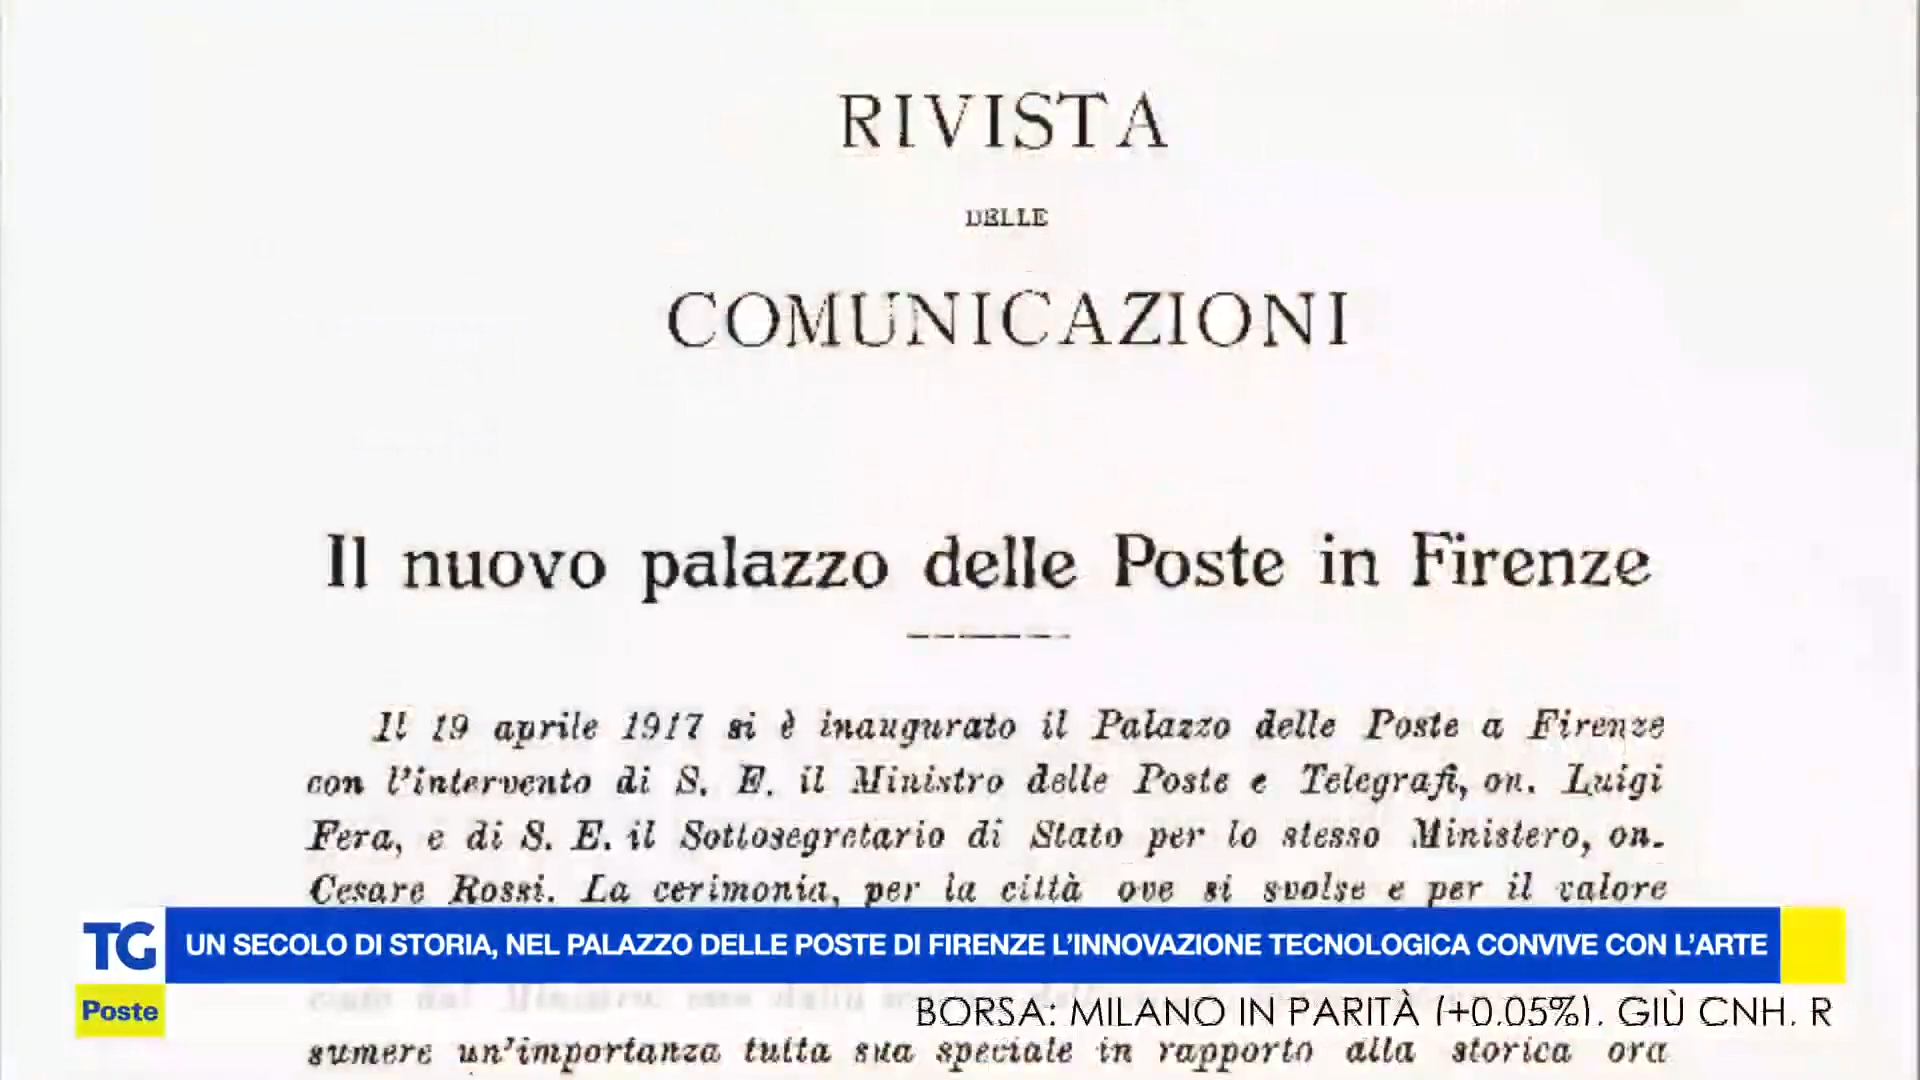 RIVISTA
DELLE
COMUNICAZIONI
Il nuovo palazzo delle Poste in Firenze
Il 19 aprile 1917 si è inaugurato il Palazzo delle Poste a Firenze
con l'intervento di S. E. il Ministro delle Poste e Telegrafi, on. Luigi
Fera, e di S. E. il Sottosegretario di Stato per lo stesso Ministero, on.
Cesare Rossi. La cerimonia, per la città ove si svolse e per il valore
TG
UN SECOLO DI STORIA, NEL PALAZZO DELLE POSTE DI FIRENZE L'INNOVAZIONE TECNOLOGICA CONVIVE CON L'ARTE
Poste
BORSA: MILANO IN PARITÀ (+0,05%). GIÙ CNH. R
sumere un'importanza tutta sua speciale in rapporto alla storica ora